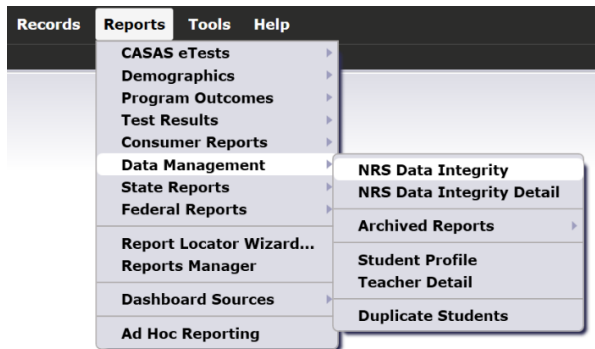 Records Reports Tools Help
CASAS eTests
Demographics
Program Outcomes
Test Results
Consumer Reports
Data Management
State Reports
Federal Reports
Report Locator Wizard...
Reports Manager
Dashboard Sources
Ad Hoc Reporting
NRS Data Integrity
NRS Data Integrity Detail
Archived Reports
Student Profile
Teacher Detail
Duplicate Students